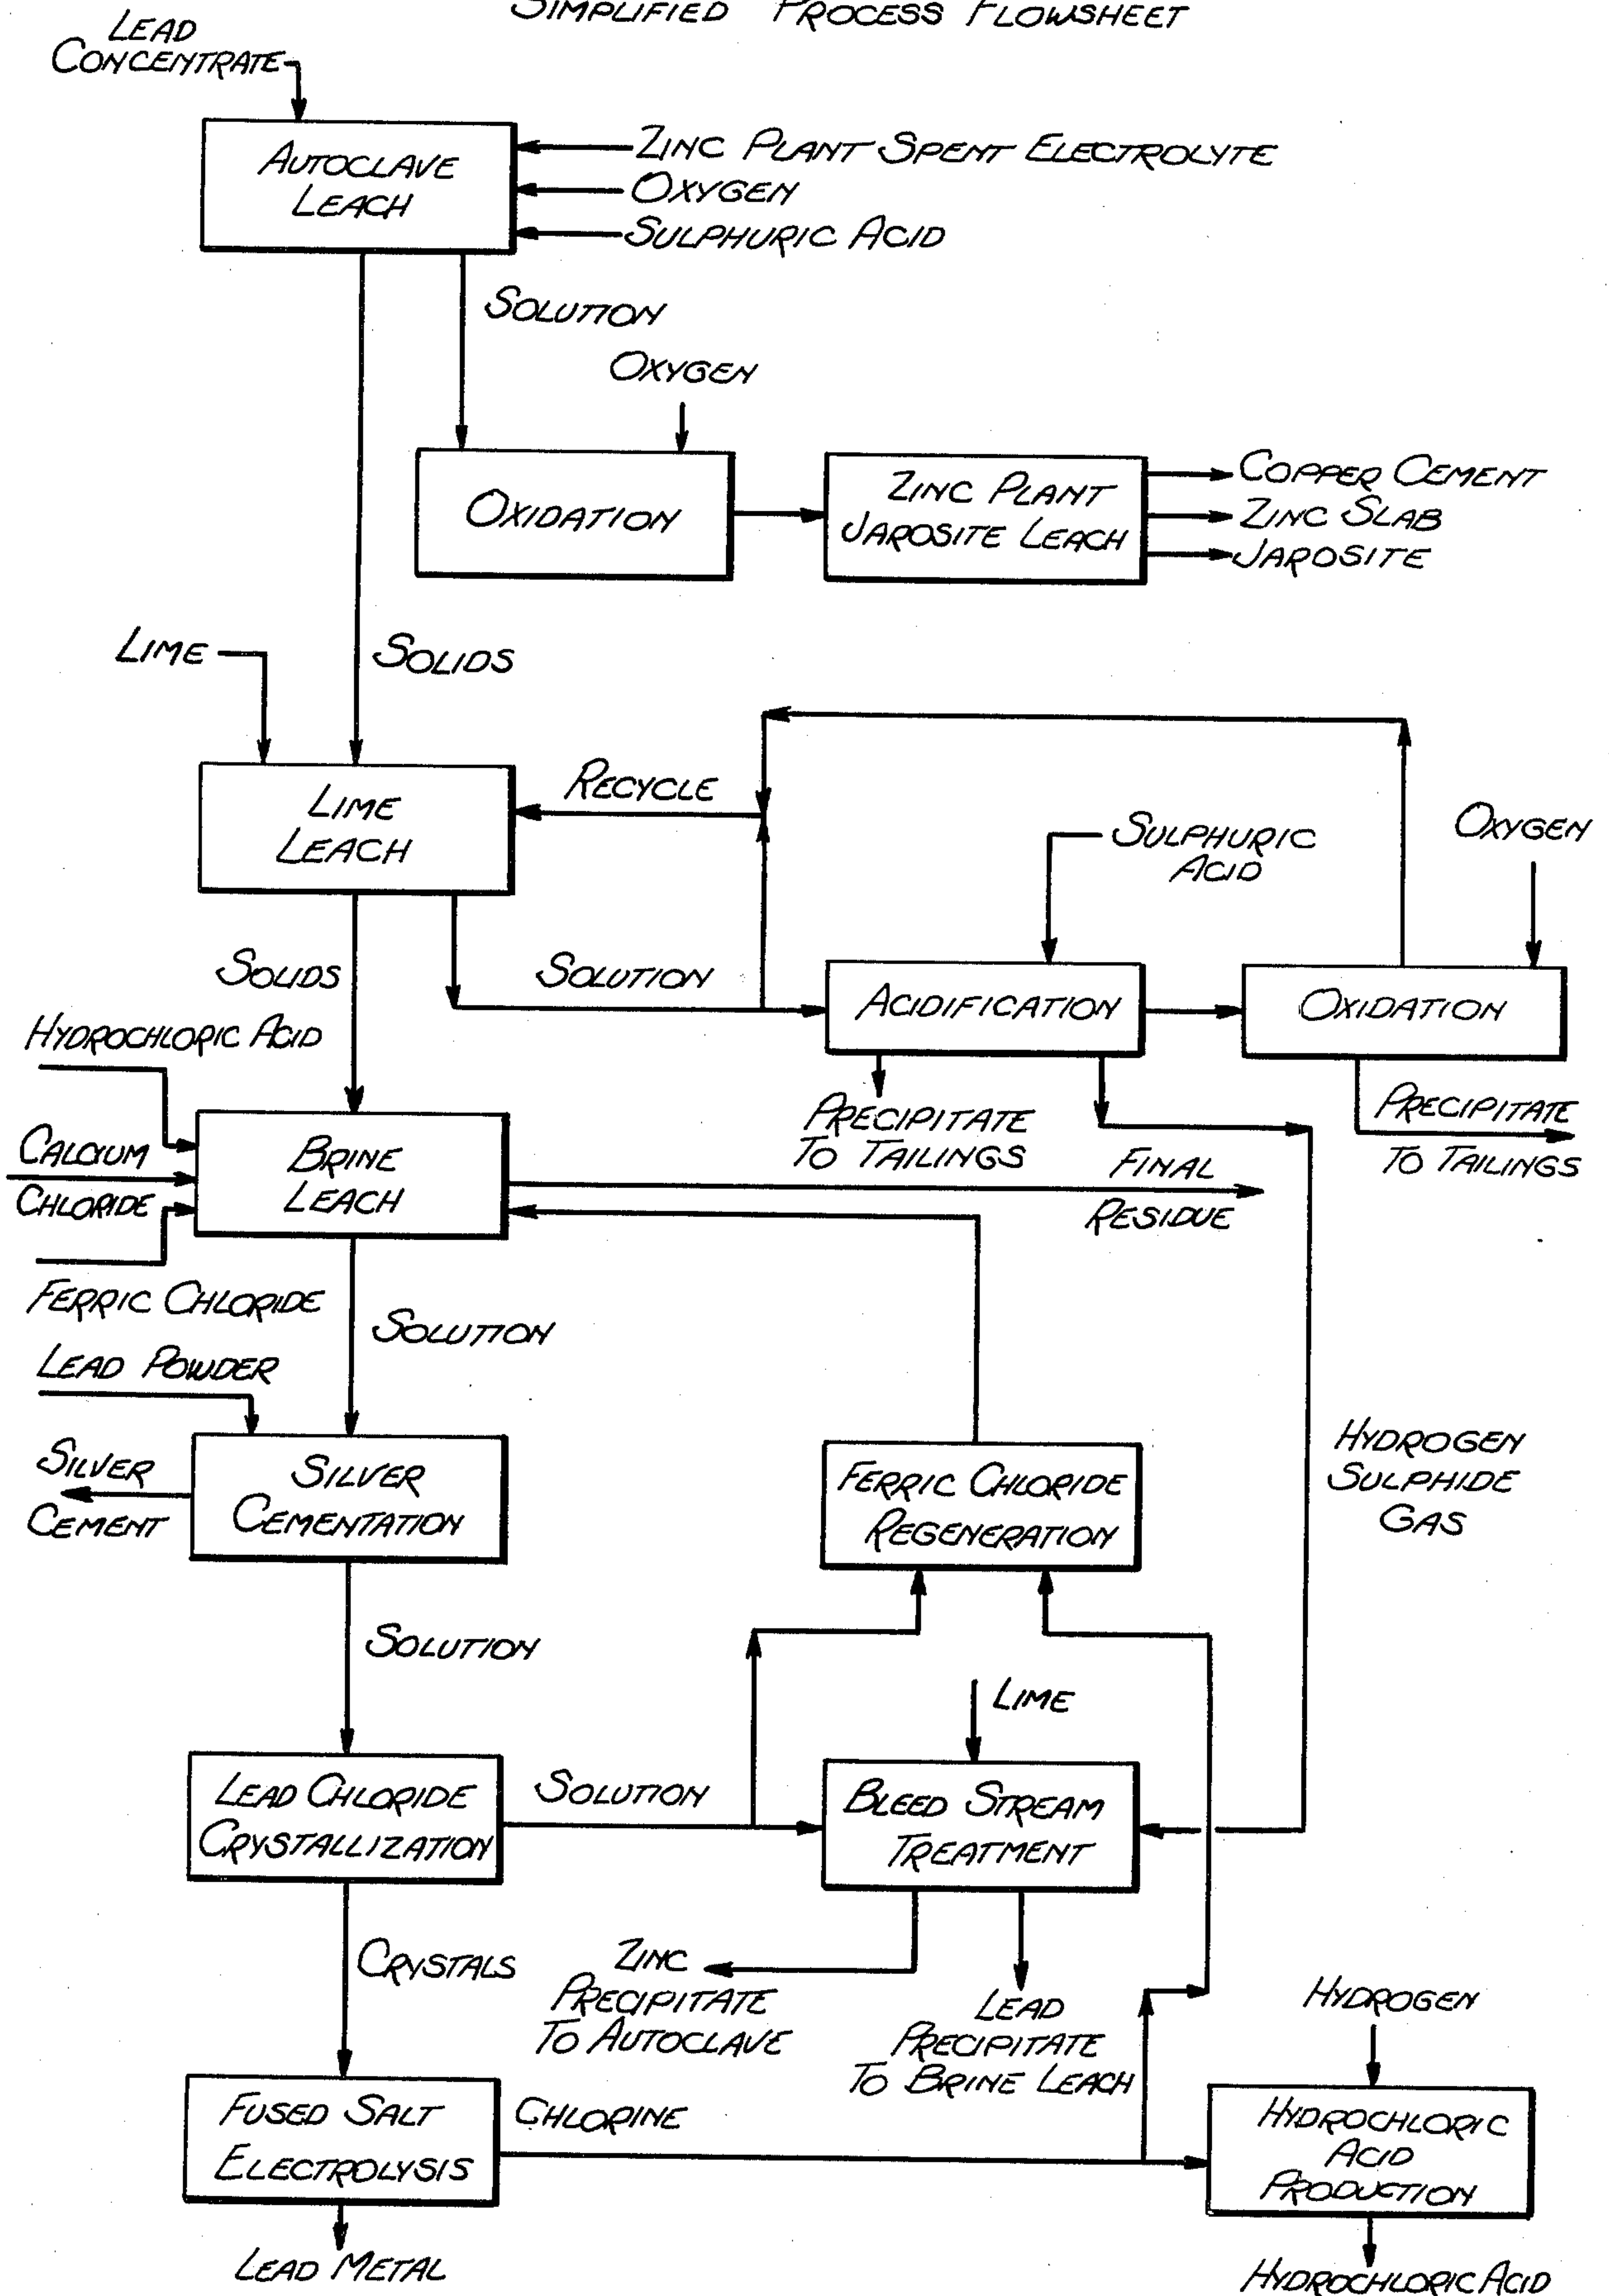 SIMPLIFIED PROCESS FLOWSHEET
LEAD
CONCENTRATE
AUTOCLAVE
LEACH
ZINC PLANT SPENT ELECTROLYTE
OXYGEN
SULPHURIC ACID
SOLUTION
OXYGEN
OXIDATION
ZINC PLANT
JAROSITE LEACH
COPPER CEMENT
ZINC SLAB
JAROSITE
LIME
SOLIDS
LIME
LEACH
RECYCLE
SULPHURIC
ACID
OXYGEN
SOLIDS
SOLUTION
ACIDIFICATION
OXIDATION
HYDROCHLORIC ACID
PRECIPITATE
TO TAILINGS
PRECIPITATE
TO TAILINGS
CALCIUM
CHLORIDE
BRINE
LEACH
FINAL
RESIDUE
FERRIC CHLORIDE
SOLUTION
LEAD POWDER
SILVER
CEMENT
SILVER
CEMENTATION
FERRIC CHLORIDE
REGENERATION
HYDROGEN
SULPHIDE
GAS
SOLUTION
LIME
LEAD CHLORIDE
CRYSTALLIZATION
SOLUTION
BLEED STREAM
TREATMENT
CRYSTALS
ZINC
PRECIPITATE
TO AUTOCLAVE
LEAD
PRECIPITATE
TO BRINE LEACH
HYDROGEN
FUSED SALT
ELECTROLYSIS
CHLORINE
HYDROCHLORIC
ACID
PRODUCTION
LEAD METAL
HYDROCHLORIC ACID